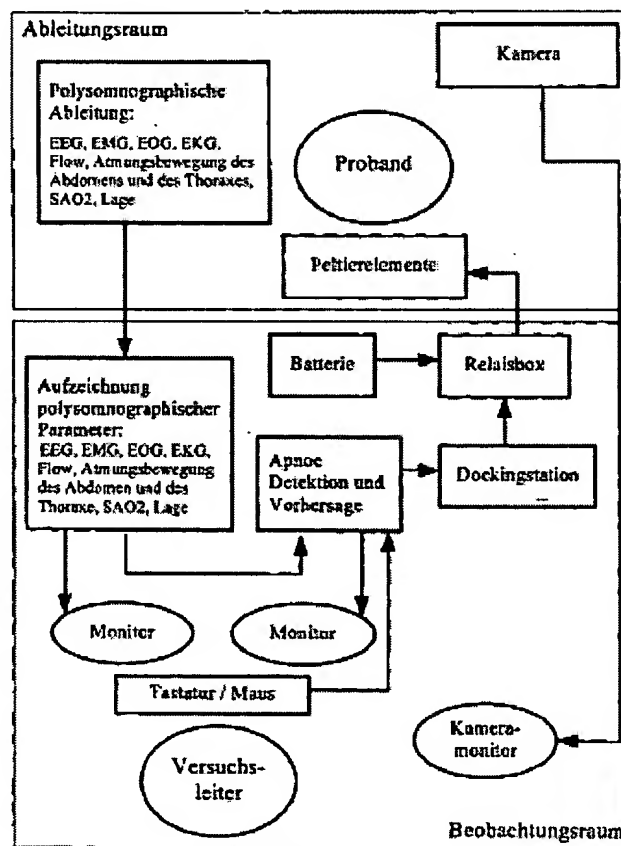 Ableitungsraum
Kamera
Polysomnographische
Ableitung:
EEG, EMG, EOG, EKG,
Flow, Atmungsbewegung des
Abdomens und des Thoraxes,
SAO2, Lage
Proband
Peltierelemente
Batterie
Relaisbox
Aufzeichnung
polysomnographischer
Parameter:
EEG, EMG, EOG, EKG,
Flow, Atmungsbewegung
des Abdomen und des
Thoraxe, SAO2, Lage
Apnoe
Detektion und
Vorhersage
Dockingstation
Monitor
Monitor
Tastatur / Maus
Kamera-
monitor
Versuchs-
leiter
Beobachtungsraum